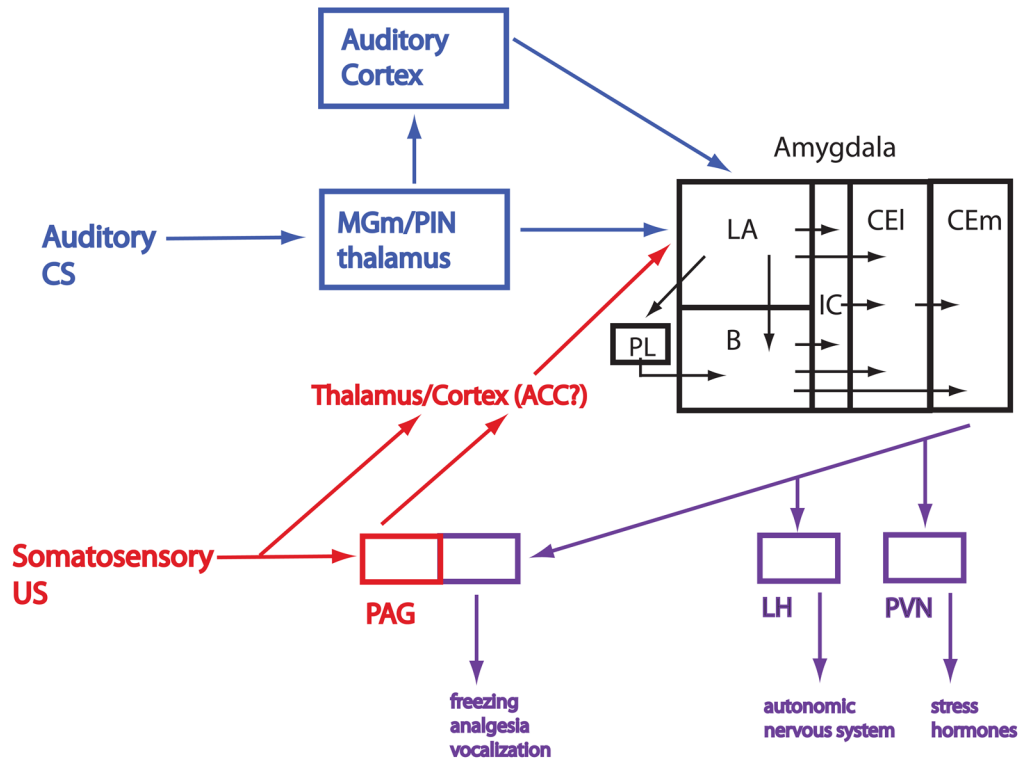 Auditory
Cortex
Amygdala
MGm/PIN
thalamus
Auditory
CS
LA
CEl
CEm
IC
B
PL
Thalamus/Cortex (ACC?)
Somatosensory
US
PAG
LH
PVN
freezing
analgesia
vocalization
autonomic
nervous system
stress
hormones